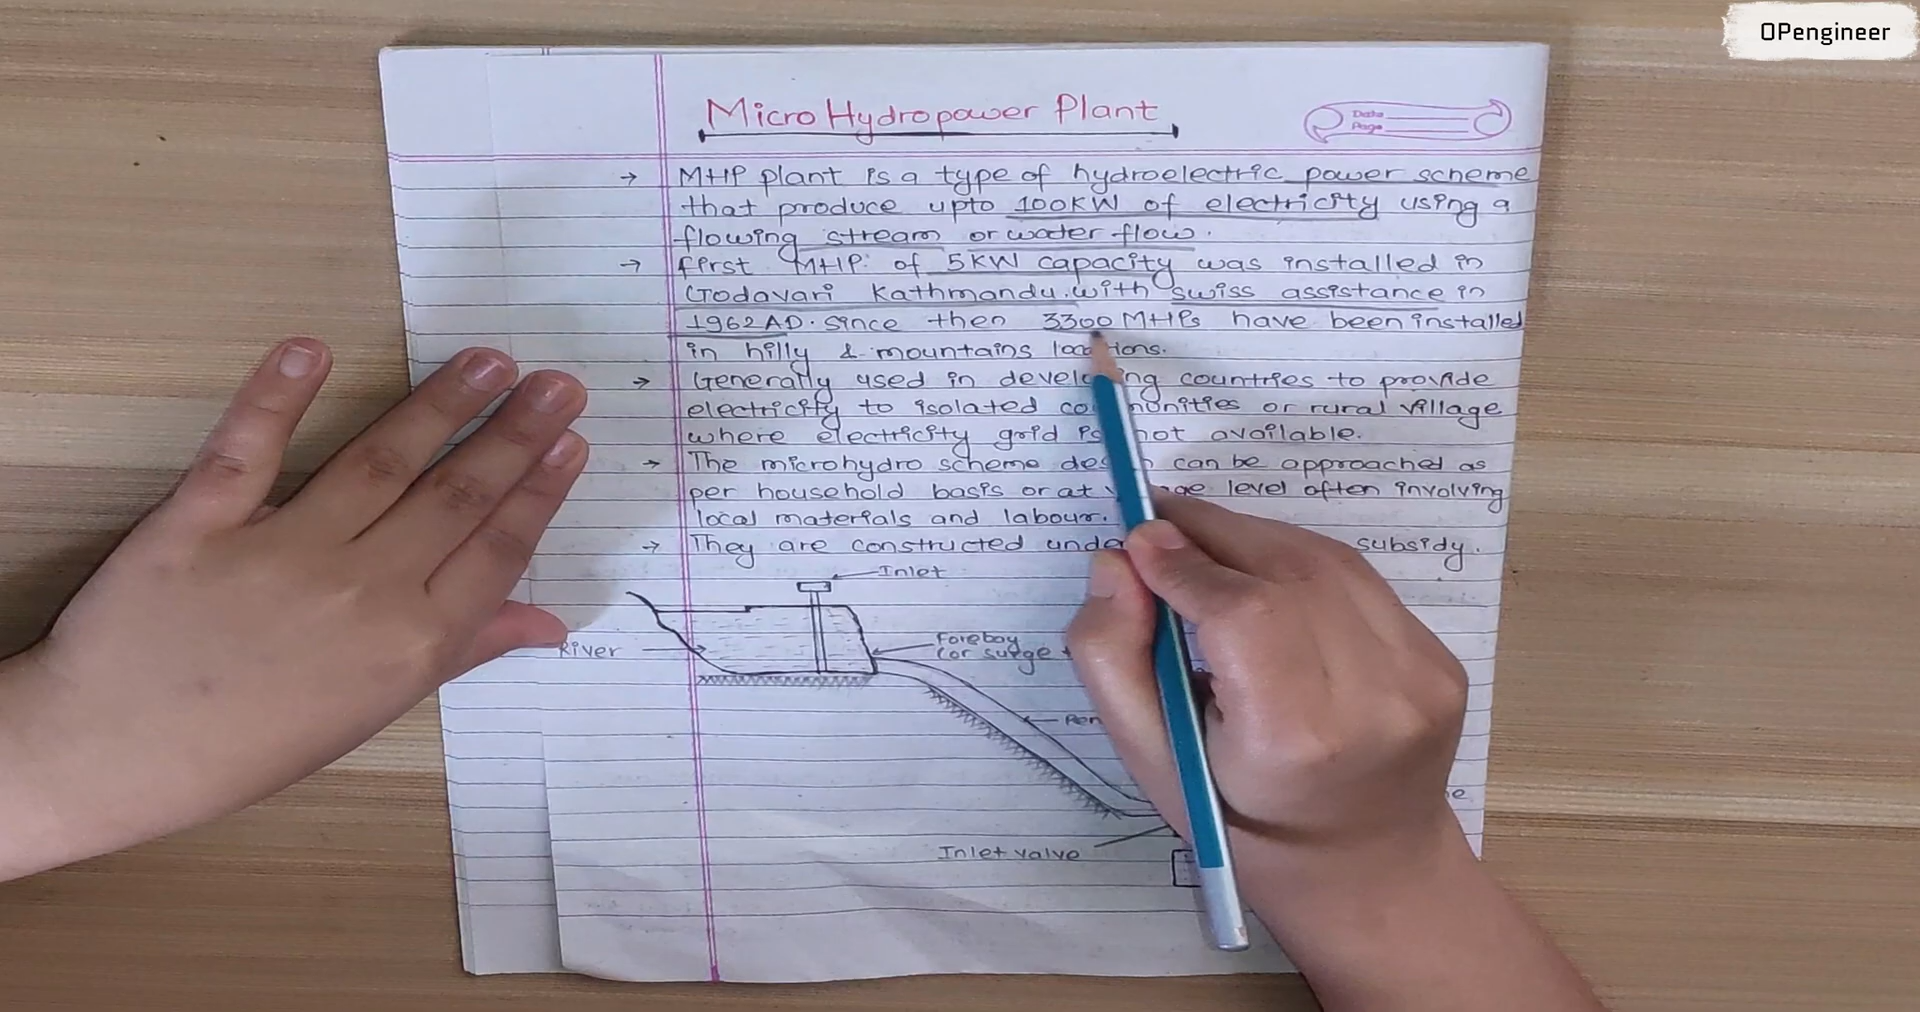 OPengineer
Micro Hydropower Plant
Date
Page
→ MHP plant is a type of hydroelectric power scheme
that produce upto 100KW of electricity using a
flowing stream or water flow.
→ first MHP of 5KW capacity was installed in
Godavari Kathmandu with swiss assistance in
1962AD. since then 3300 MHPs have been installed
in hilly & mountains locations.
→ Generally used in developing countries to provide
electricity to isolated communities or rural village
where electricity grid is not available.
→ The microhydro scheme design can be approached as
per household basis or at village level often involving
local materials and labour.
→ They are constructed under subsidy.
Inlet
River
Forebay
(or surge
Inlet valve